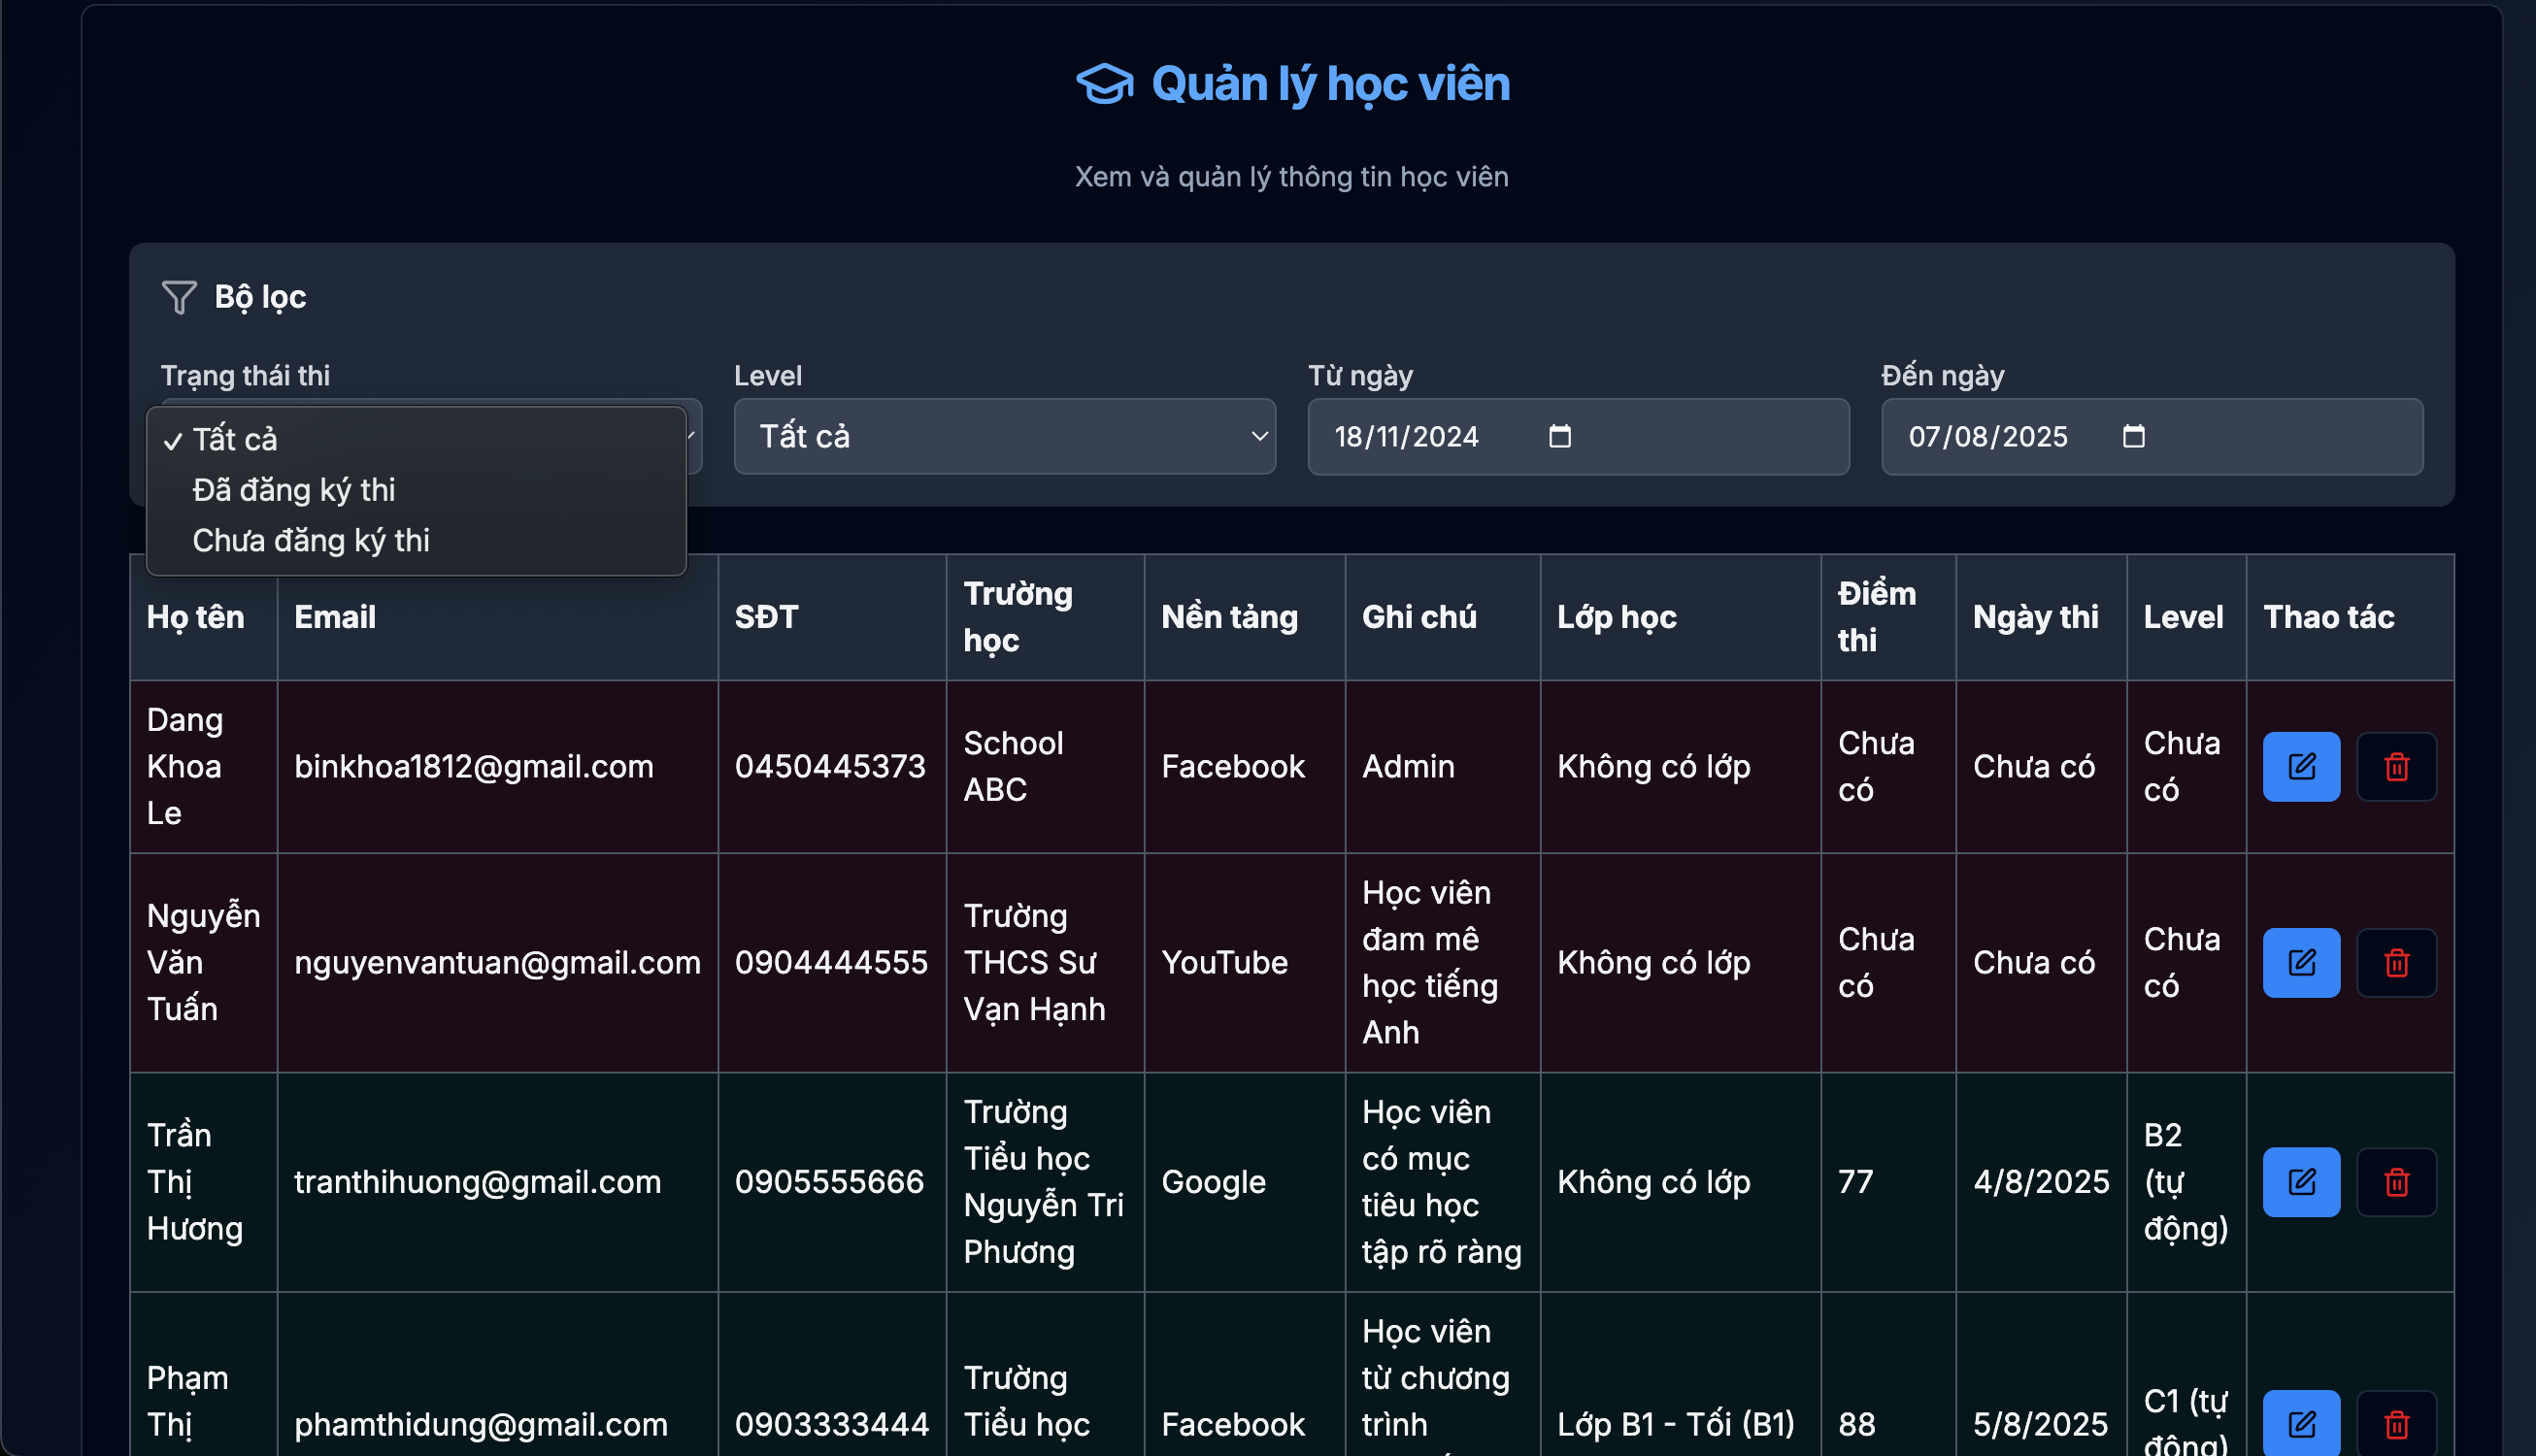 Quản lý học viên
Xem và quản lý thông tin học viên
Bộ lọc
Trạng thái thi
Level
Từ ngày
Đến ngày
Tất cả
Đã đăng ký thi
Chưa đăng ký thi
Tất cả
18/11/2024
07/08/2025
Họ tên
Email
SĐT
Trường
học
Nền tảng
Ghi chú
Lớp học
Điểm
thi
Ngày thi
Level
Thao tác
Dang
Khoa
Le
binkhoa1812@gmail.com
0450445373
School
ABC
Facebook
Admin
Không có lớp
Chưa
có
Chưa có
Chưa
có
Nguyễn
Văn
Tuấn
nguyenvantuan@gmail.com
0904444555
Trường
THCS Sư
Vạn Hạnh
YouTube
Học viên
đam mê
học tiếng
Anh
Không có lớp
Chưa
có
Chưa có
Chưa
có
Trần
Thị
Hương
tranthihuong@gmail.com
0905555666
Trường
Tiểu học
Nguyễn Tri
Phương
Google
Học viên
có mục
tiêu học
tập rõ ràng
Không có lớp
77
4/8/2025
B2
(tự
động)
Phạm
Thị
phamthidung@gmail.com
0903333444
Trường
Tiểu học
Facebook
Học viên
từ chương
trình
Lớp B1 - Tối (B1)
88
5/8/2025
C1 (tự
động)